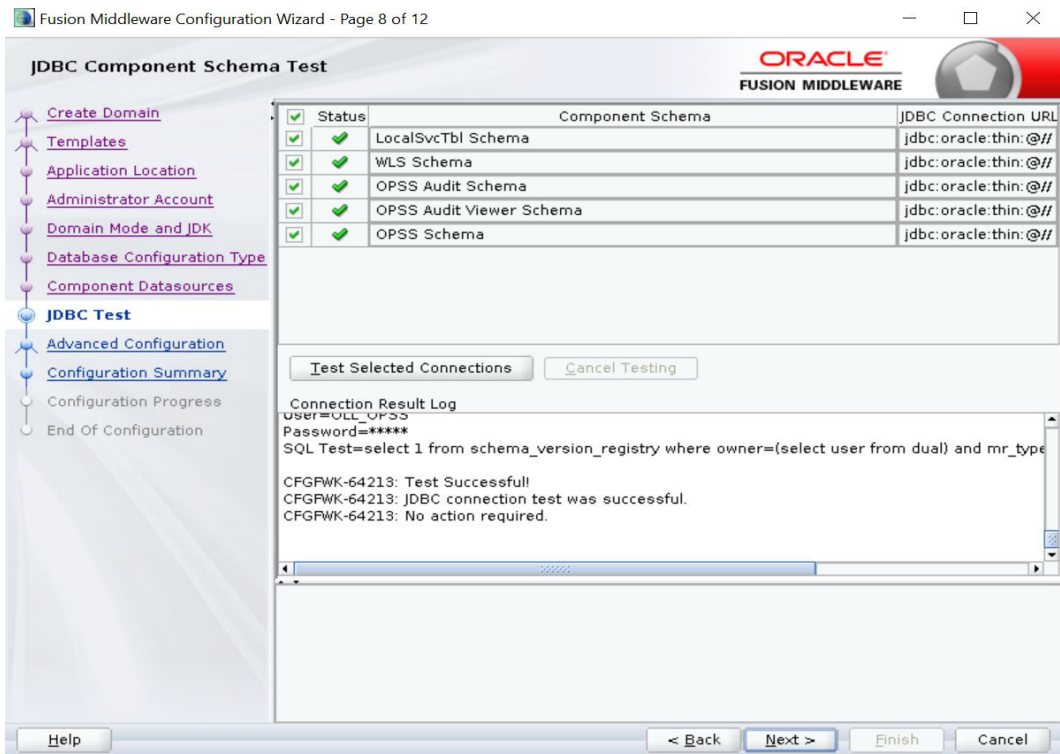 Fusion Middleware Configuration Wizard - Page 8 of 12
JDBC Component Schema Test
ORACLE
FUSION MIDDLEWARE
Create Domain
Templates
Application Location
Administrator Account
Domain Mode and JDK
Database Configuration Type
Component Datasources
JDBC Test
Advanced Configuration
Configuration Summary
Configuration Progress
End Of Configuration
Status Component Schema JDBC Connection URL
LocalSvcTbl Schema jdbc:oracle:thin:@//
WLS Schema jdbc:oracle:thin:@//
OPSS Audit Schema jdbc:oracle:thin:@//
OPSS Audit Viewer Schema jdbc:oracle:thin:@//
OPSS Schema jdbc:oracle:thin:@//
Test Selected Connections Cancel Testing
Connection Result Log
User=OLL_OPSS
Password=*****
SQL Test=select 1 from schema_version_registry where owner=(select user from dual) and mr_type
CFGFWK-64213: Test Successful!
CFGFWK-64213: JDBC connection test was successful.
CFGFWK-64213: No action required.
Help < Back Next > Finish Cancel